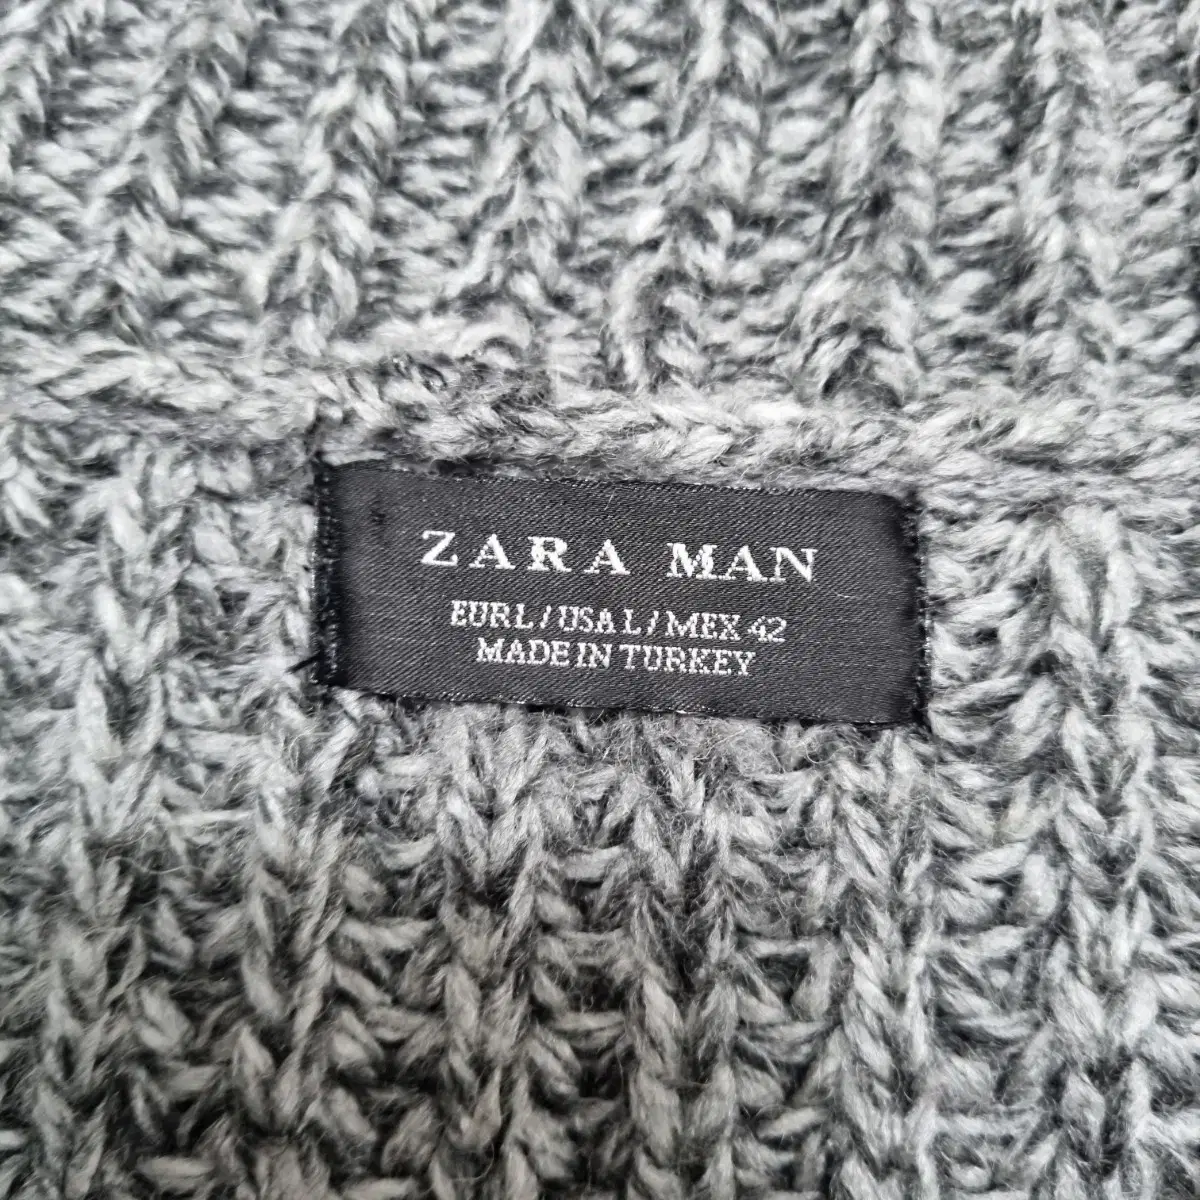 ZARA MAN
EUR L / USA L / MEX 42
MADE IN TURKEY